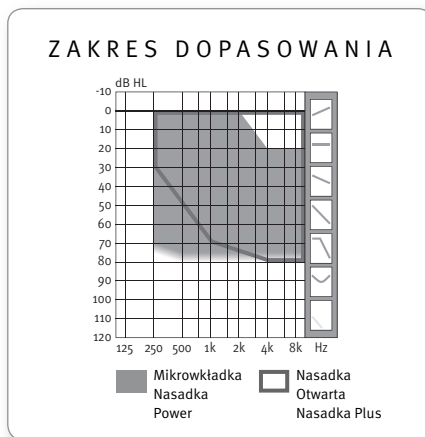 ZAKRES DOPASOWANIA
dB HL
-10
0
10
20
30
40
50
60
70
80
90
100
110
120
125 250 500 1k 2k 4k 8k Hz
Mikrowkładka
Nasadka
Power
Nasadka
Otwarta
Nasadka Plus